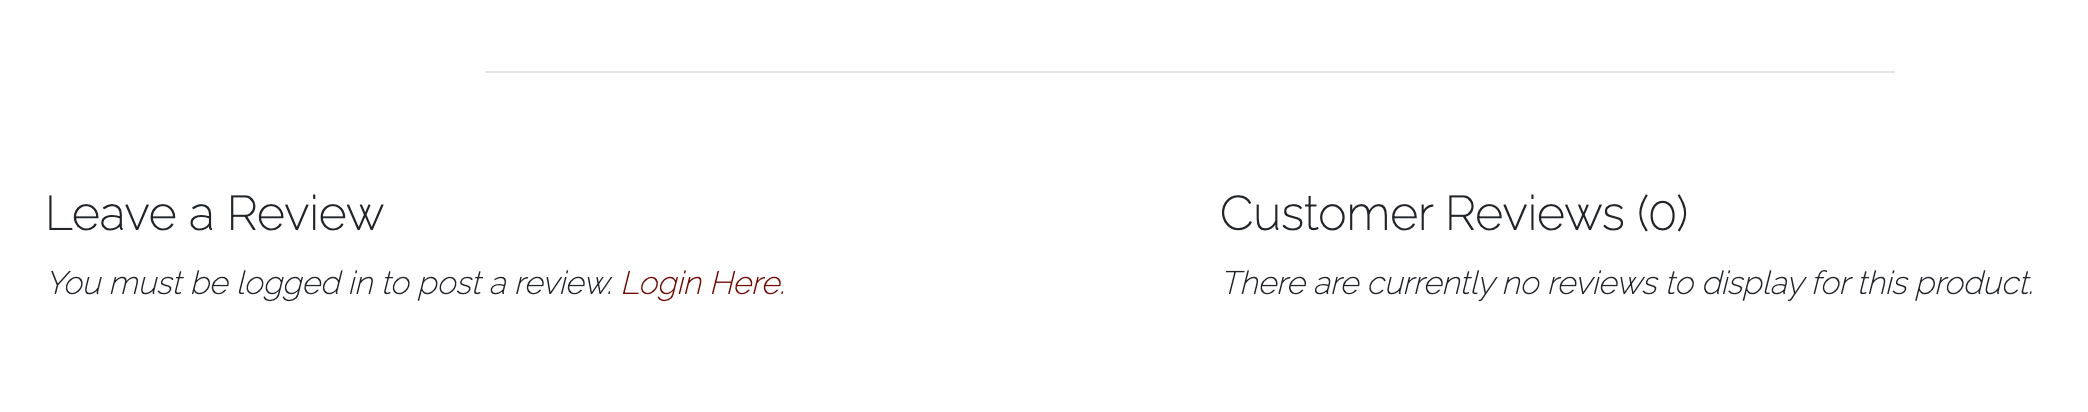 Leave a Review
You must be logged in to post a review. Login Here.
Customer Reviews (0)
There are currently no reviews to display for this product.